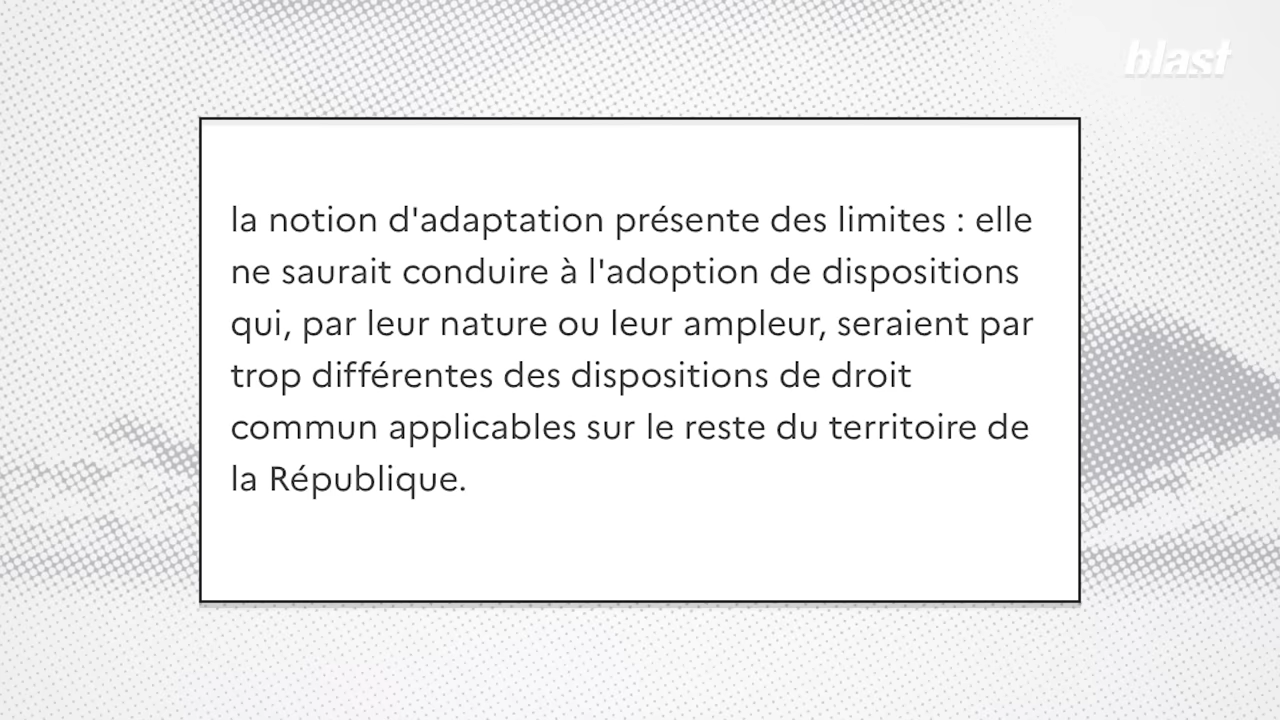 blast
la notion d'adaptation présente des limites : elle
ne saurait conduire à l'adoption de dispositions
qui, par leur nature ou leur ampleur, seraient par
trop différentes des dispositions de droit
commun applicables sur le reste du territoire de
la République.